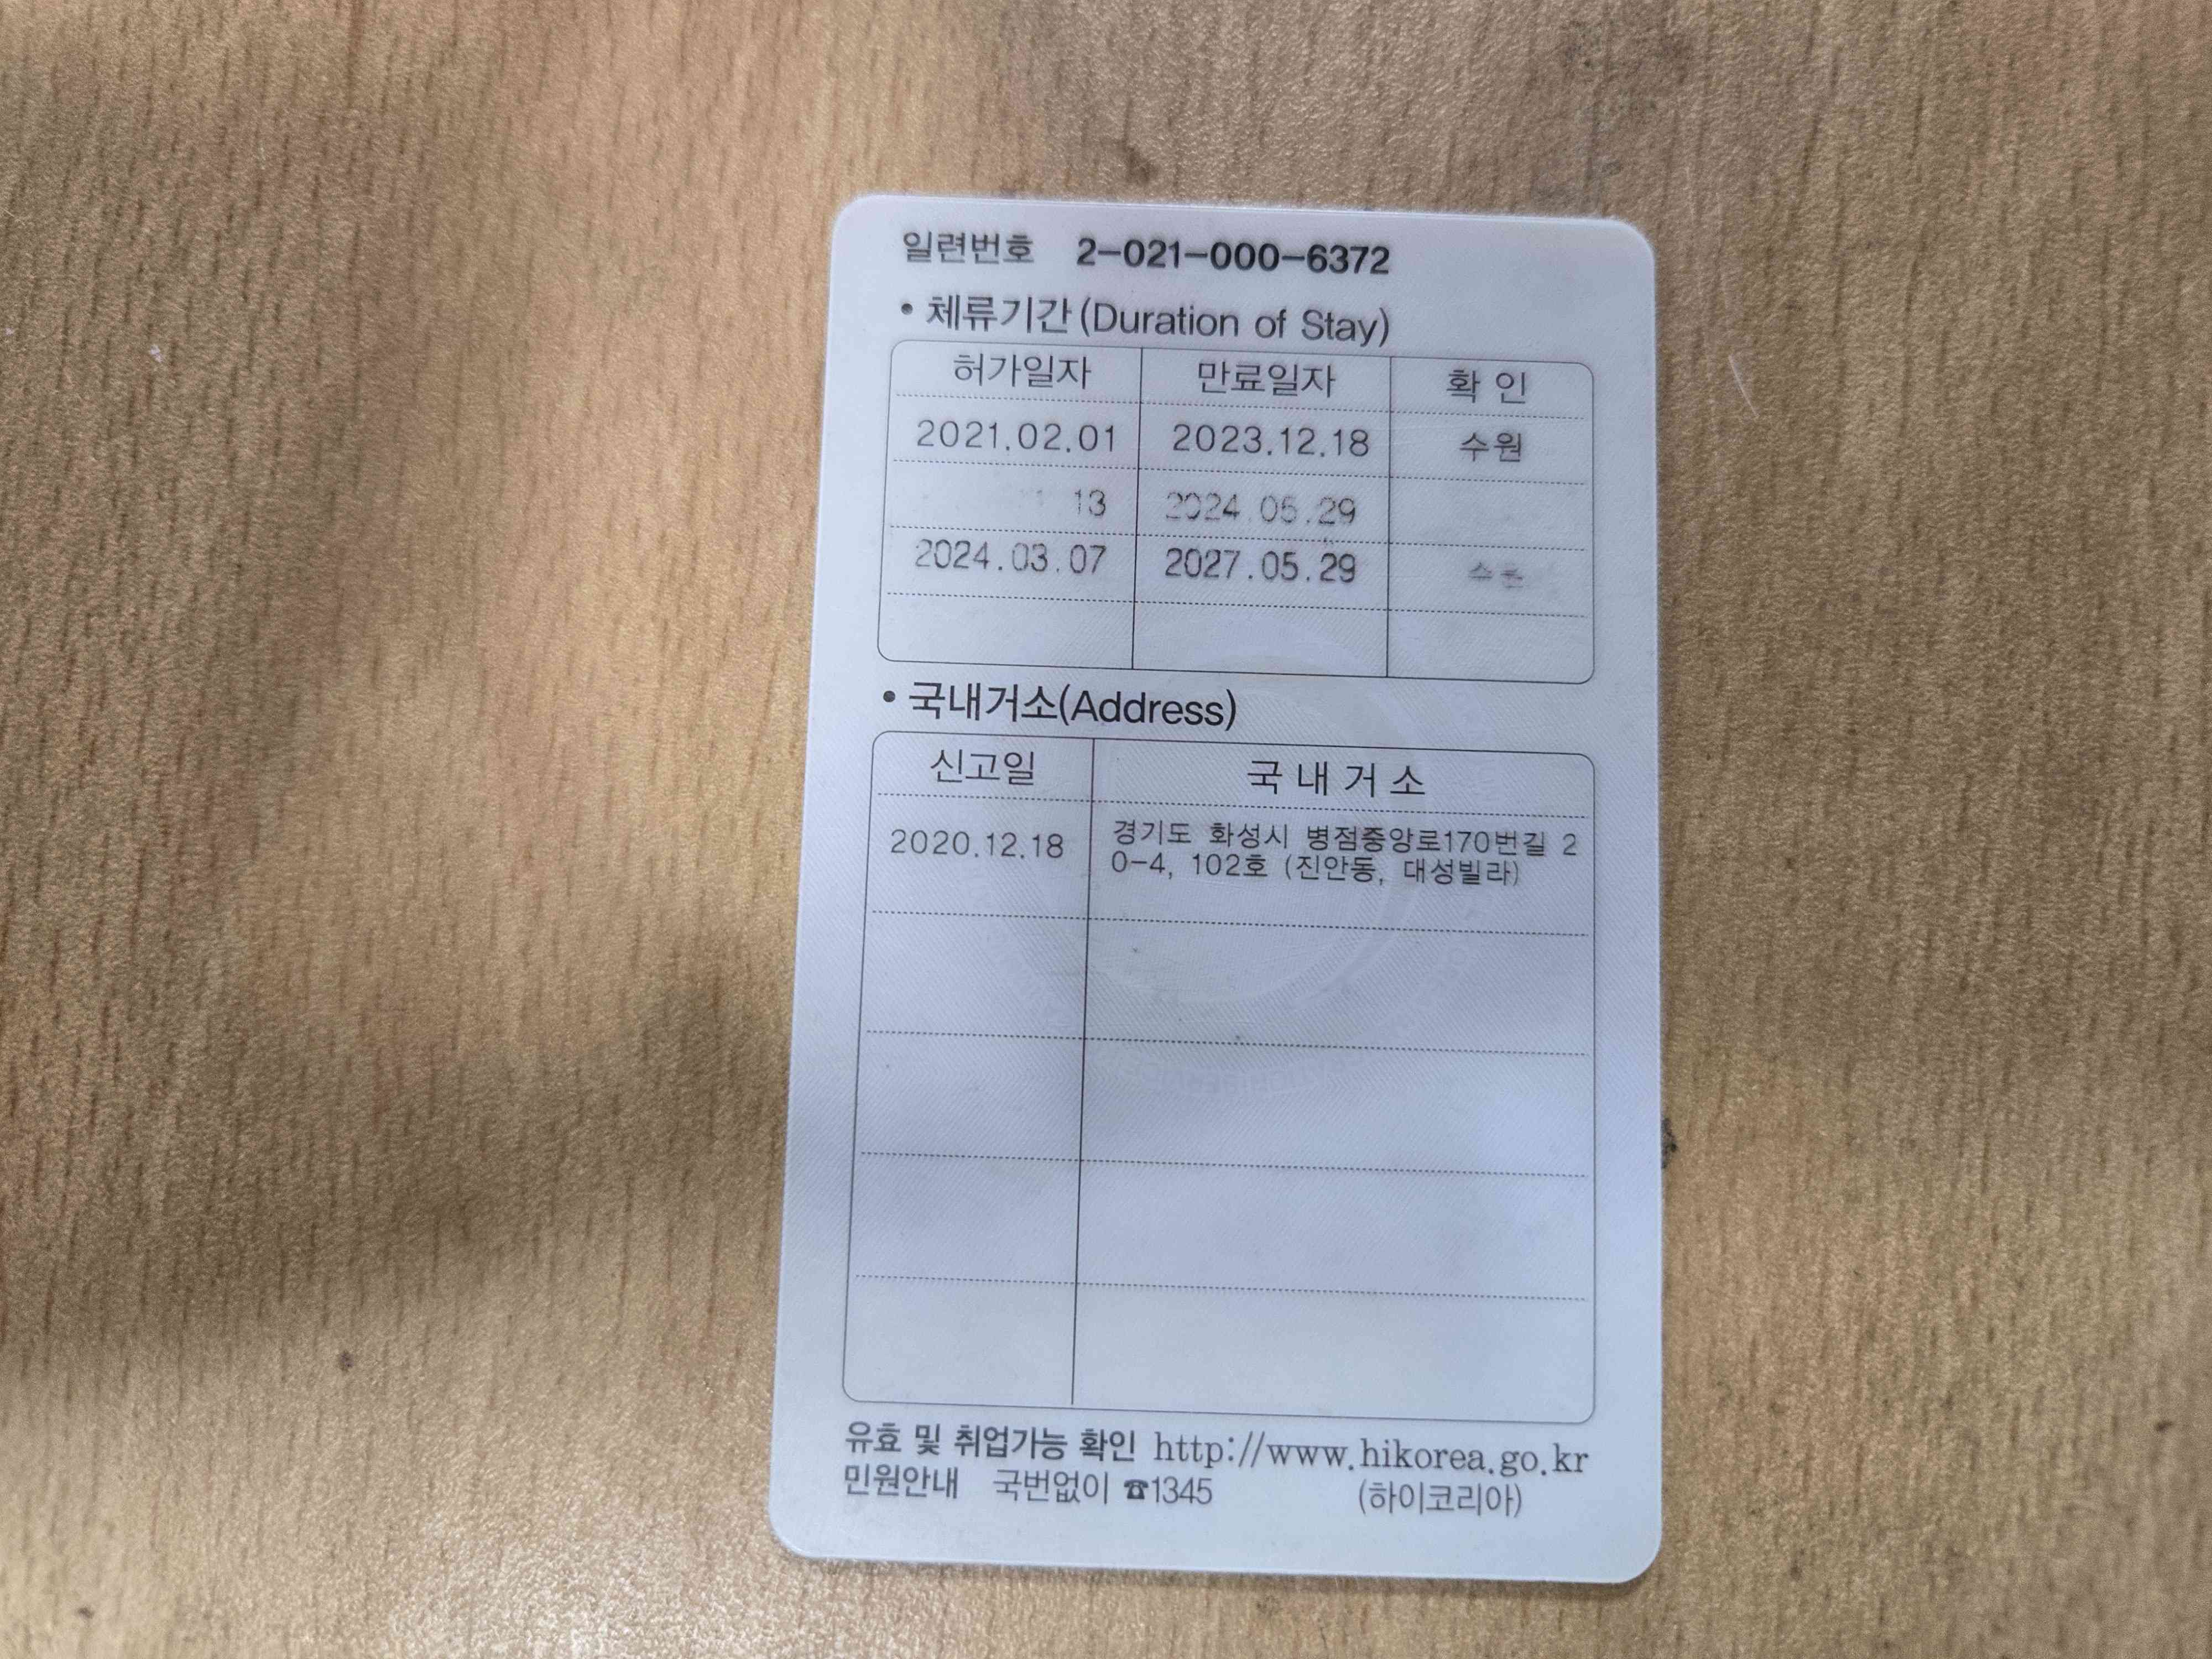 일련번호 2-021-000-6372
• 체류기간(Duration of Stay)
허가일자 만료일자 확 인
2021.02.01 2023.12.18 수원
13 2024.05.29
2024.03.07 2027.05.29
• 국내거소(Address)
신고일 국 내 거 소
2020.12.18 경기도 화성시 병점중앙로170번길 2
0-4, 102호 (진안동, 대성빌라)
유효 및 취업가능 확인 http://www.hikorea.go.kr
민원안내 국번없이 ☎1345 (하이코리아)